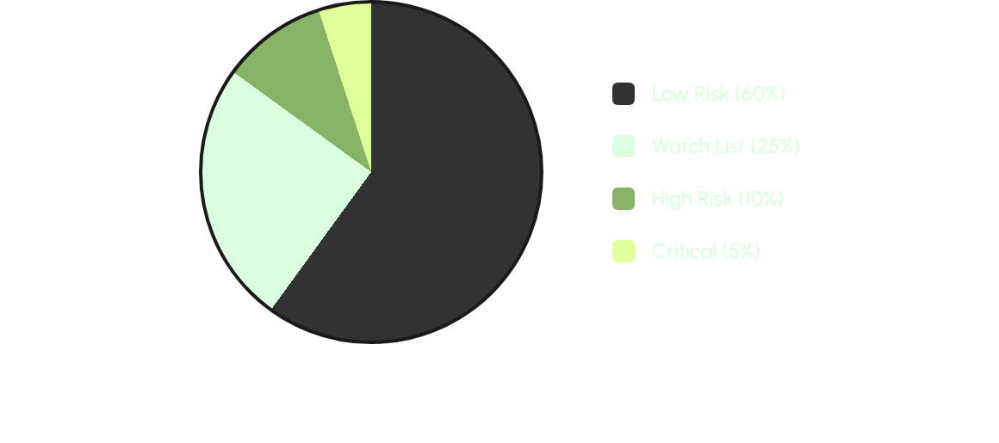 Low Risk (60%)
Watch List (25%)
High Risk (10%)
Critical (5%)